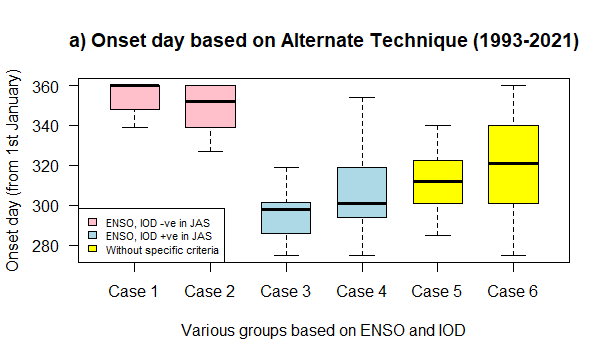 a) Onset day based on Alternate Technique (1993-2021)
Onset day (from 1st January)
360
340
320
300
280
ENSO, IOD -ve in JAS
ENSO, IOD +ve in JAS
Without specific criteria
Case 1 Case 2 Case 3 Case 4 Case 5 Case 6
Various groups based on ENSO and IOD